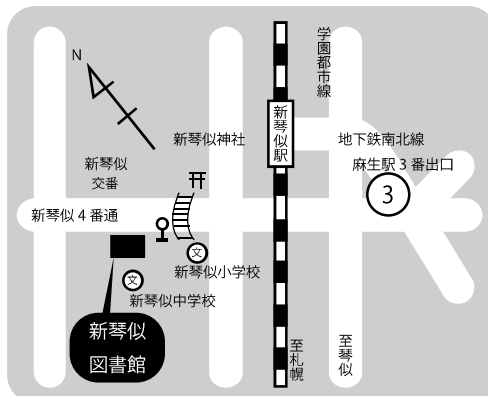 N
学園都市線
新琴似駅
新琴似神社
地下鉄南北線
麻生駅3番出口
3
新琴似
交番
新琴似4番通
文
新琴似小学校
文
新琴似中学校
新琴似
図書館
至札幌
至琴似